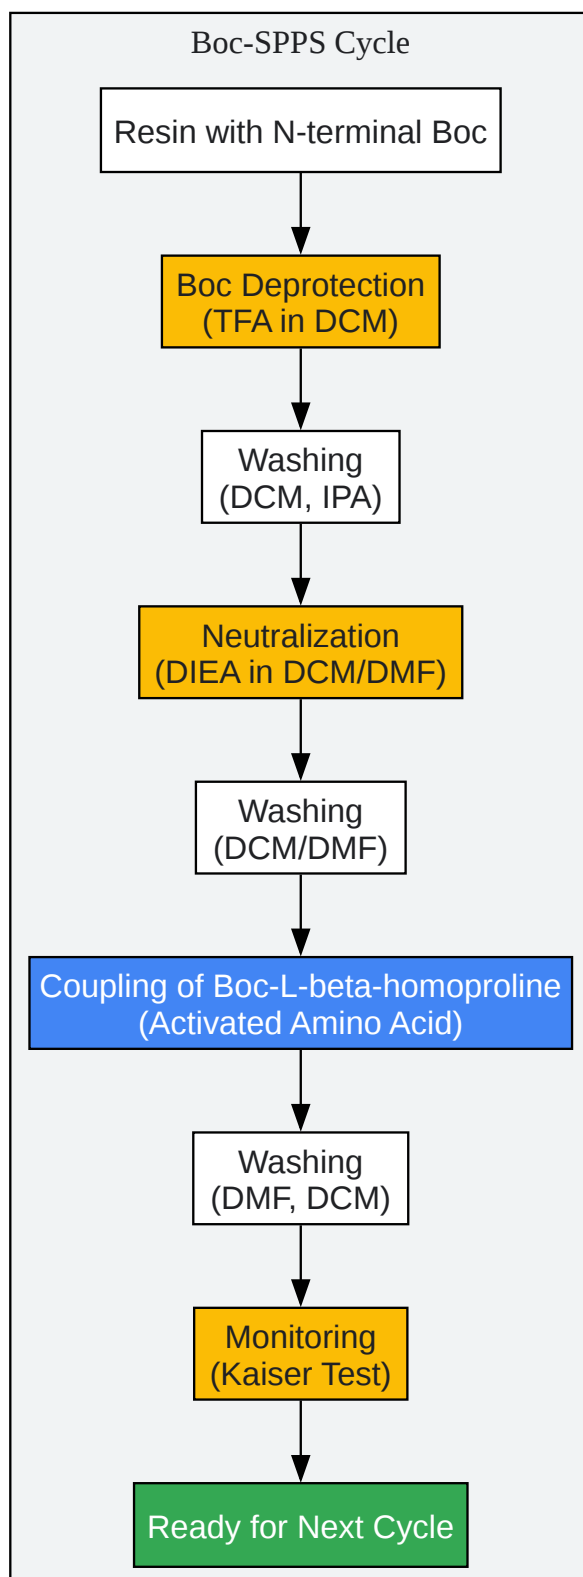 Boc-SPPS Cycle
Resin with N-terminal Boc
Boc Deprotection
(TFA in DCM)
Washing
(DCM, IPA)
Neutralization
(DIEA in DCM/DMF)
Washing
(DCM/DMF)
Coupling of Boc-L-beta-homoproline
(Activated Amino Acid)
Washing
(DMF, DCM)
Monitoring
(Kaiser Test)
Ready for Next Cycle